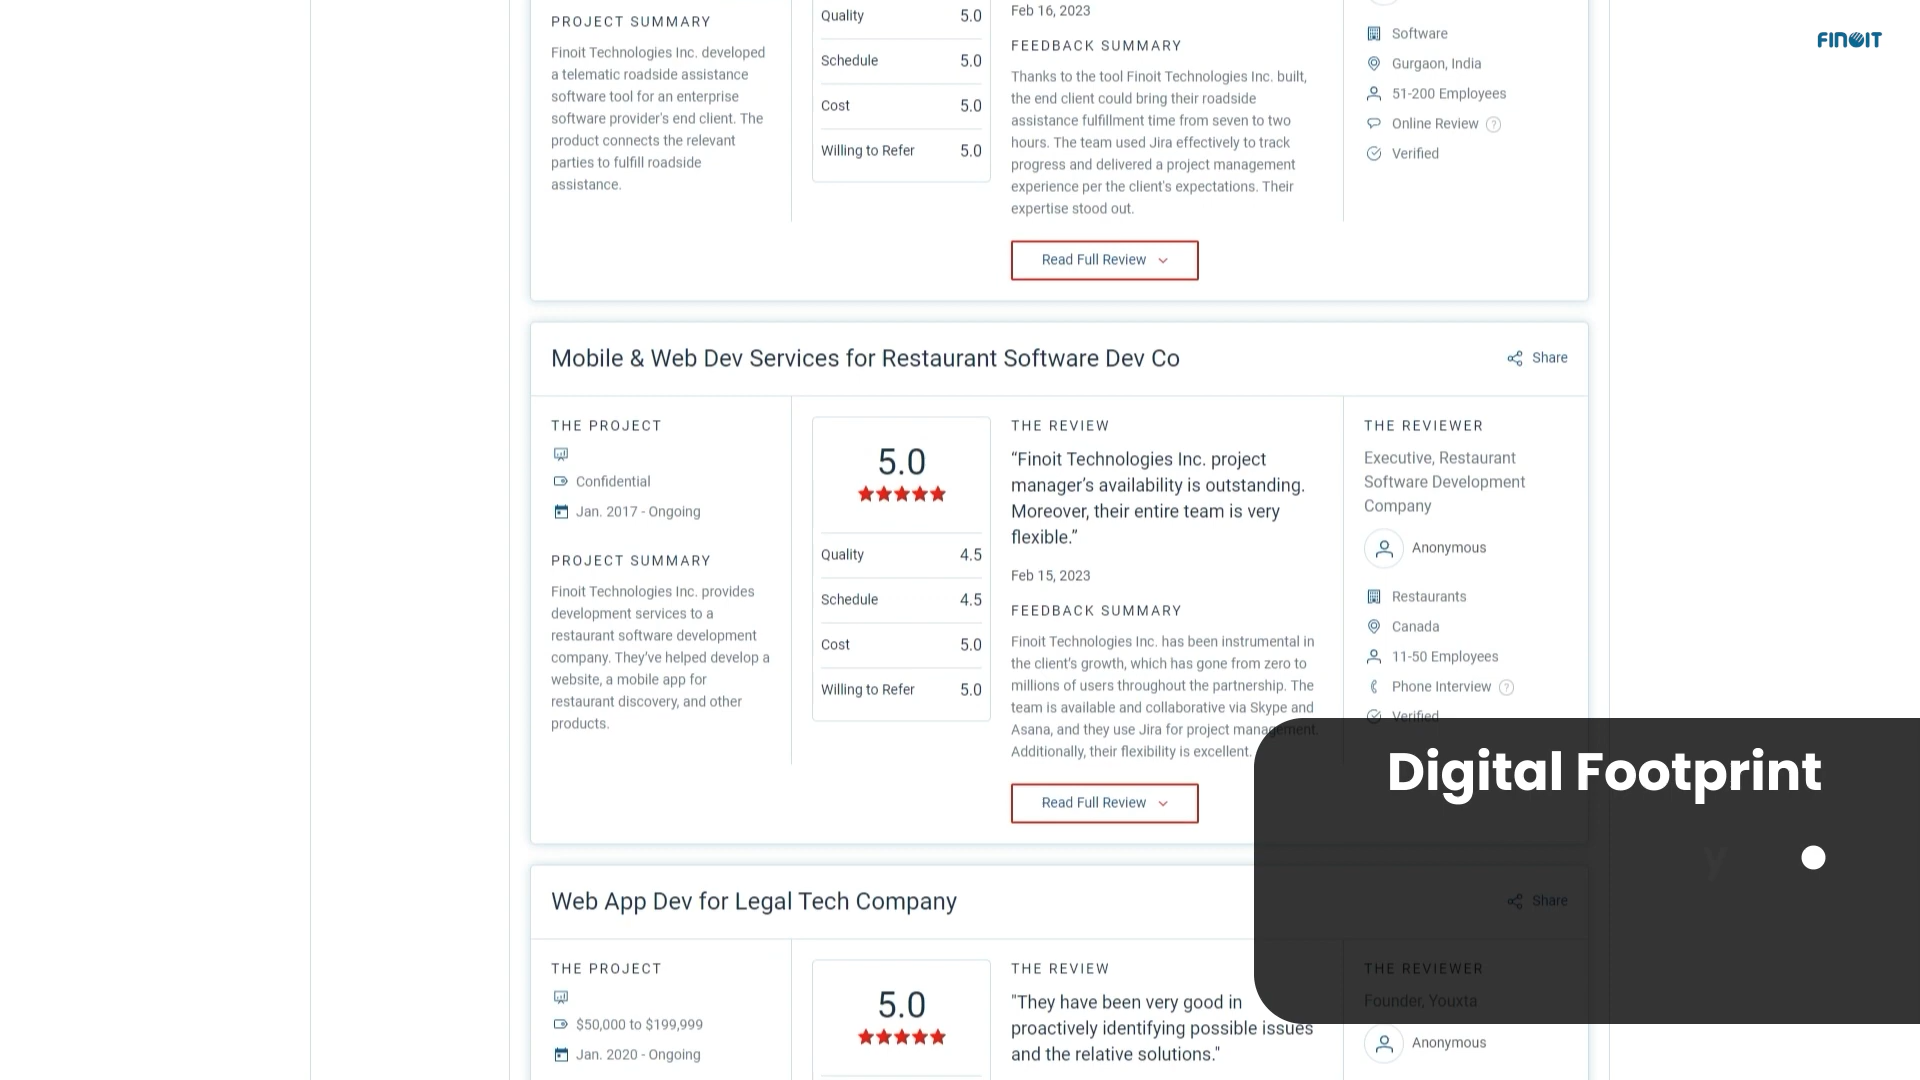 PROJECT SUMMARY
Finoit Technologies Inc. developed
a telematic roadside assistance
software tool for an enterprise
software provider's end client. The
product connects the relevant
parties to fulfill roadside
assistance.
Quality 5.0
Schedule 5.0
Cost 5.0
Willing to Refer 5.0
Feb 16, 2023
FEEDBACK SUMMARY
Thanks to the tool Finoit Technologies Inc. built,
the end client could bring their roadside
assistance fulfillment time from seven to two
hours. The team used Jira effectively to track
progress and delivered a project management
experience per the client's expectations. Their
expertise stood out.
Read Full Review
Software
Gurgaon, India
51-200 Employees
Online Review ?
Verified
FINOIT
Mobile & Web Dev Services for Restaurant Software Dev Co
Share
THE PROJECT
Confidential
Jan. 2017 - Ongoing
PROJECT SUMMARY
Finoit Technologies Inc. provides
development services to a
restaurant software development
company. They’ve helped develop a
website, a mobile app for
restaurant discovery, and other
products.
5.0
Quality 4.5
Schedule 4.5
Cost 5.0
Willing to Refer 5.0
THE REVIEW
“Finoit Technologies Inc. project
manager’s availability is outstanding.
Moreover, their entire team is very
flexible.”
Feb 15, 2023
FEEDBACK SUMMARY
Finoit Technologies Inc. has been instrumental in
the client’s growth, which has gone from zero to
millions of users throughout the partnership. The
team is available and collaborative via Skype and
Asana, and they use Jira for project management.
Additionally, their flexibility is excellent.
Read Full Review
THE REVIEWER
Executive, Restaurant
Software Development
Company
Anonymous
Restaurants
Canada
11-50 Employees
Phone Interview ?
Verified
Digital Footprint
y
Web App Dev for Legal Tech Company
Share
THE PROJECT
$50,000 to $199,999
Jan. 2020 - Ongoing
5.0
THE REVIEW
"They have been very good in
proactively identifying possible issues
and the relative solutions."
THE REVIEWER
Founder, Youxta
Anonymous